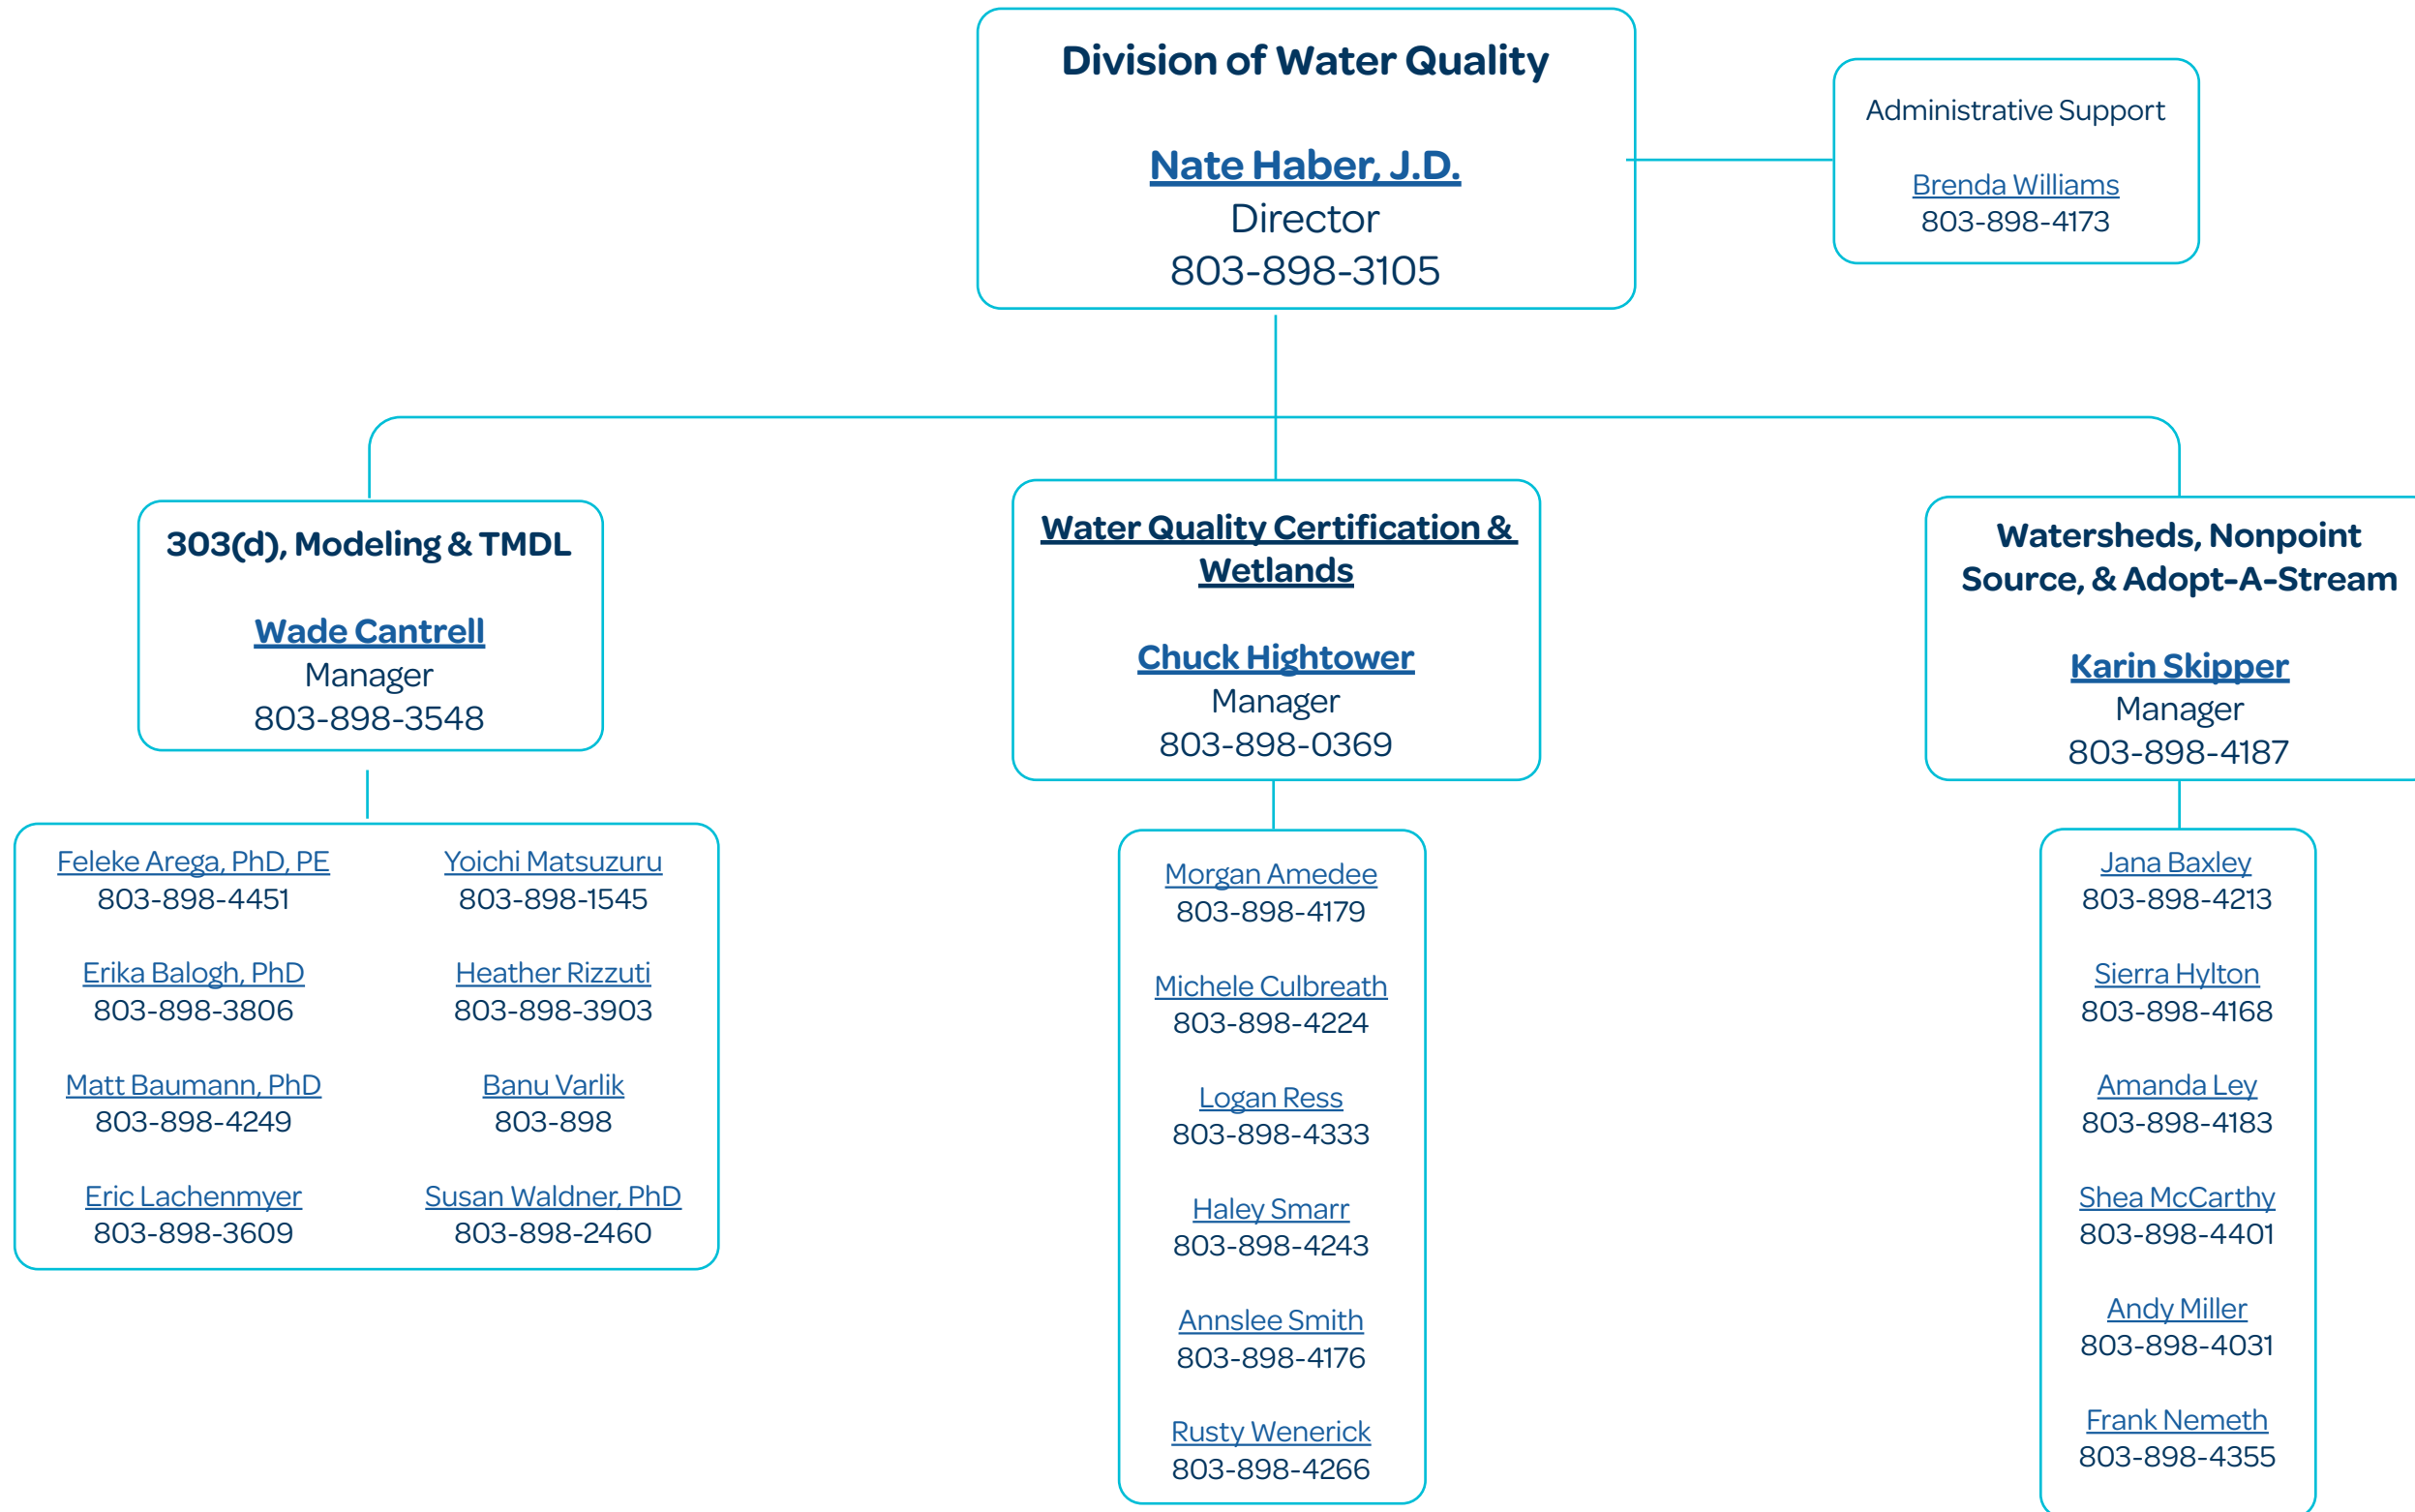 Division of Water Quality
Nate Haber, J.D.
Director
803-898-3105
Administrative Support
Brenda Williams
803-898-4173
303(d), Modeling & TMDL
Wade Cantrell
Manager
803-898-3548
Water Quality Certification &
Wetlands
Chuck Hightower
Manager
803-898-0369
Watersheds, Nonpoint
Source, & Adopt-A-Stream
Karin Skipper
Manager
803-898-4187
Feleke Arega, PhD, PE
803-898-4451
Erika Balogh, PhD
803-898-3806
Matt Baumann, PhD
803-898-4249
Eric Lachenmyer
803-898-3609
Yoichi Matsuzuru
803-898-1545
Heather Rizzuti
803-898-3903
Banu Varlik
803-898
Susan Waldner, PhD
803-898-2460
Morgan Amedee
803-898-4179
Michele Culbreath
803-898-4224
Logan Ress
803-898-4333
Haley Smarr
803-898-4243
Annslee Smith
803-898-4176
Rusty Wenerick
803-898-4266
Jana Baxley
803-898-4213
Sierra Hylton
803-898-4168
Amanda Ley
803-898-4183
Shea McCarthy
803-898-4401
Andy Miller
803-898-4031
Frank Nemeth
803-898-4355